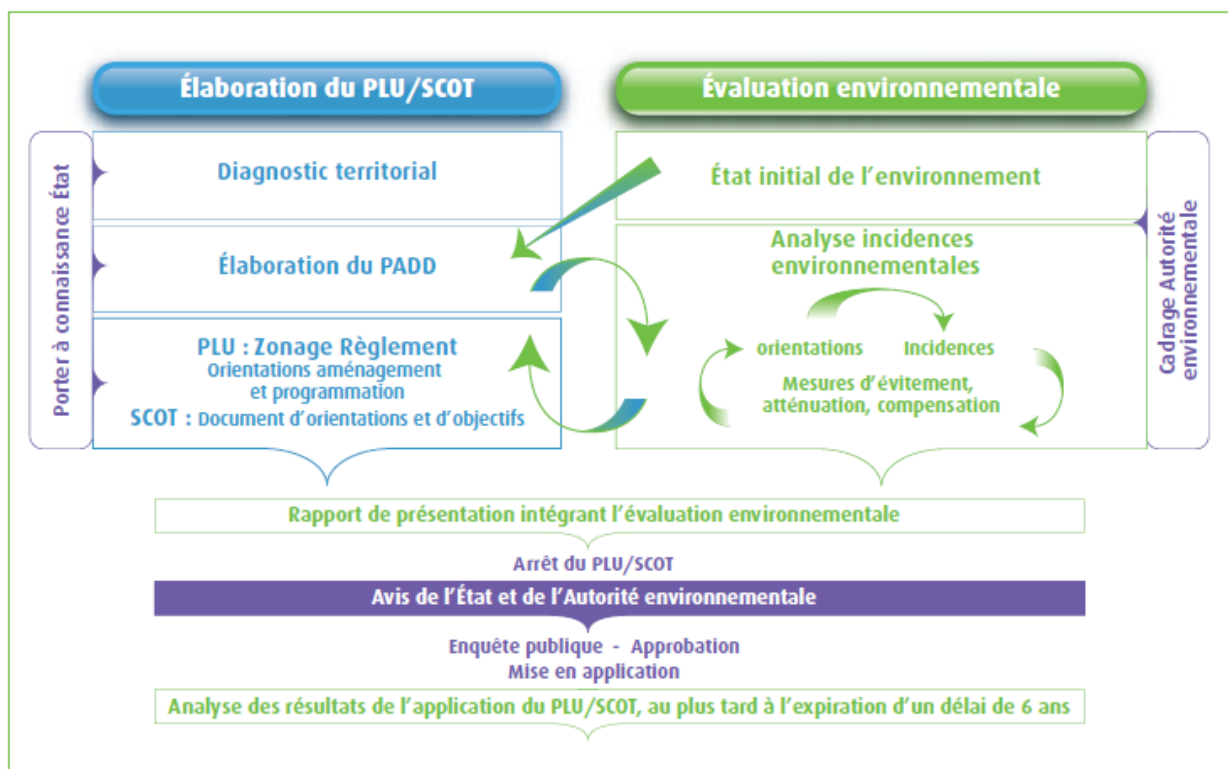 Élaboration du PLU/SCOT
Évaluation environnementale
Porter à connaissance État
Diagnostic territorial
Élaboration du PADD
PLU : Zonage Règlement
Orientations aménagement
et programmation
SCOT : Document d'orientations et d'objectifs
État initial de l'environnement
Analyse incidences
environnementales
orientations
Incidences
Mesures d'évitement,
atténuation, compensation
Cadrage Autorité
environnementale
Rapport de présentation intégrant l'évaluation environnementale
Arrêt du PLU/SCOT
Avis de l'État et de l'Autorité environnementale
Enquête publique - Approbation
Mise en application
Analyse des résultats de l'application du PLU/SCOT, au plus tard à l'expiration d'un délai de 6 ans